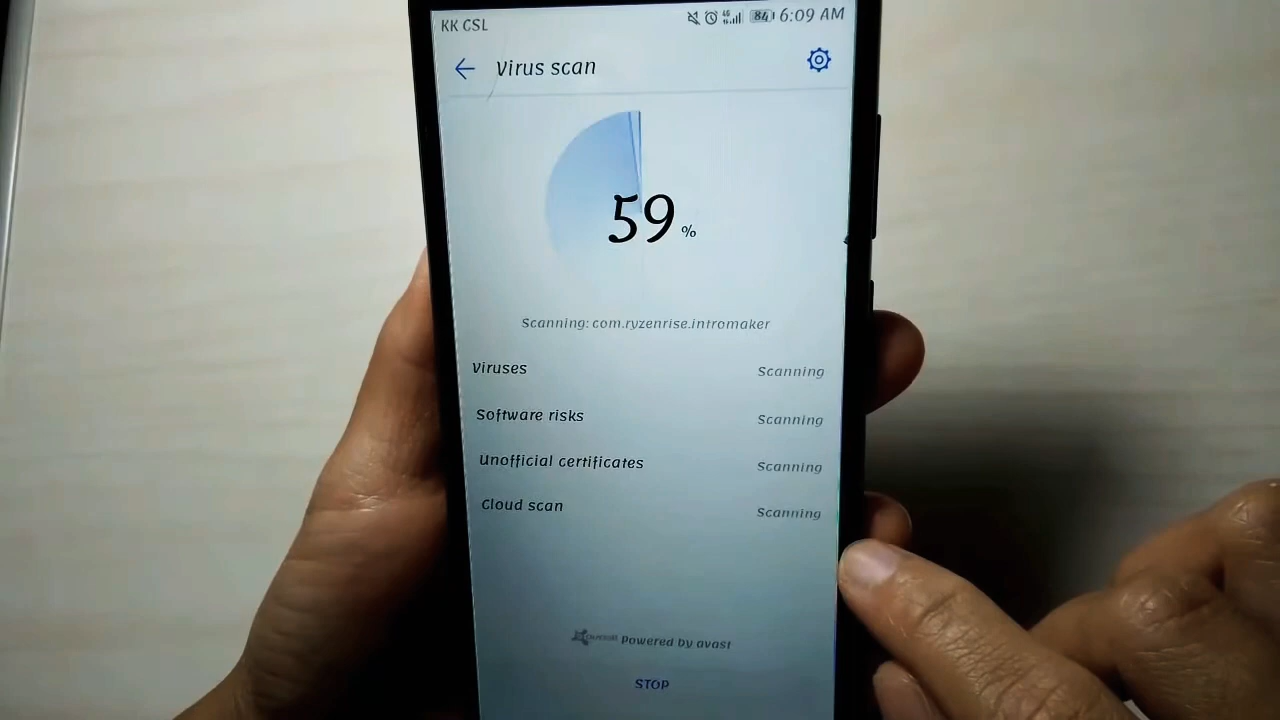 KK CSL 84 6:09 AM
Virus scan
59 %
Scanning: com.ryzenrise.intromaker
Viruses Scanning
Software risks Scanning
Unofficial certificates Scanning
Cloud scan Scanning
powered by avast
STOP